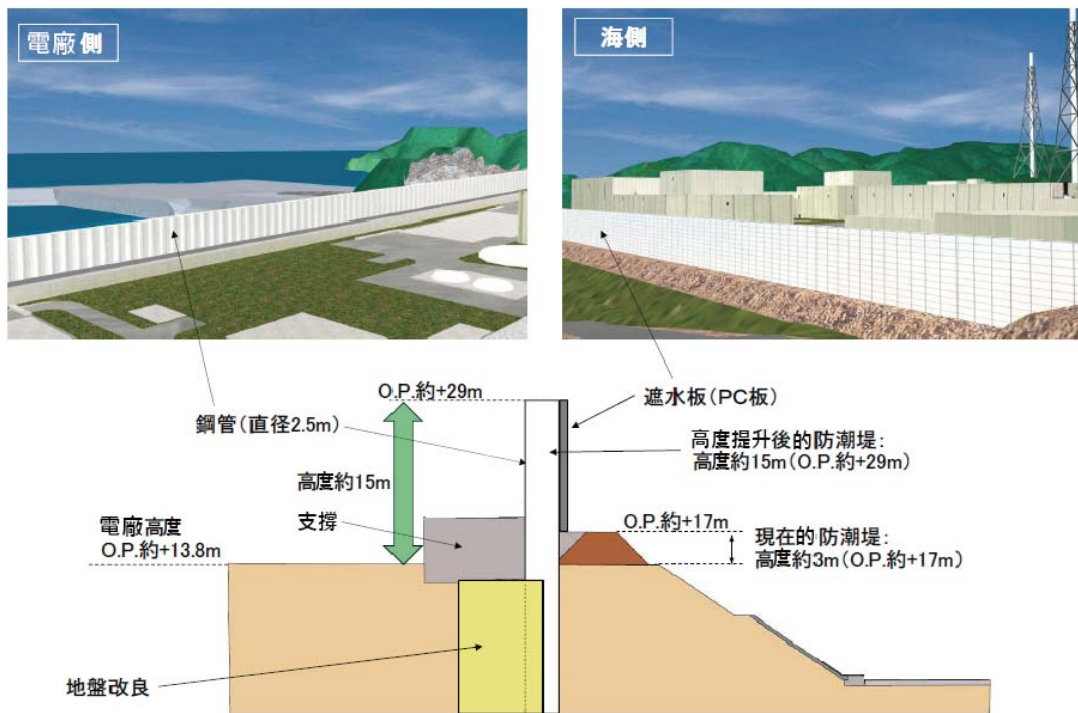 電廠側
海側
O.P.約+29m
遮水板(PC板)
鋼管(直径2.5m)
高度提升後的防潮堤:
高度約15m(O.P.約+29m)
高度約15m
支撐
O.P.約+17m
電廠高度
O.P.約+13.8m
現在的防潮堤:
高度約3m(O.P.約+17m)
地盤改良